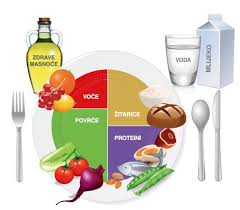 ZDRAVE
MASNOĆE
VOĆE
POVRĆE
ŽITARICE
PROTEINI
VODA
MLIJEKO